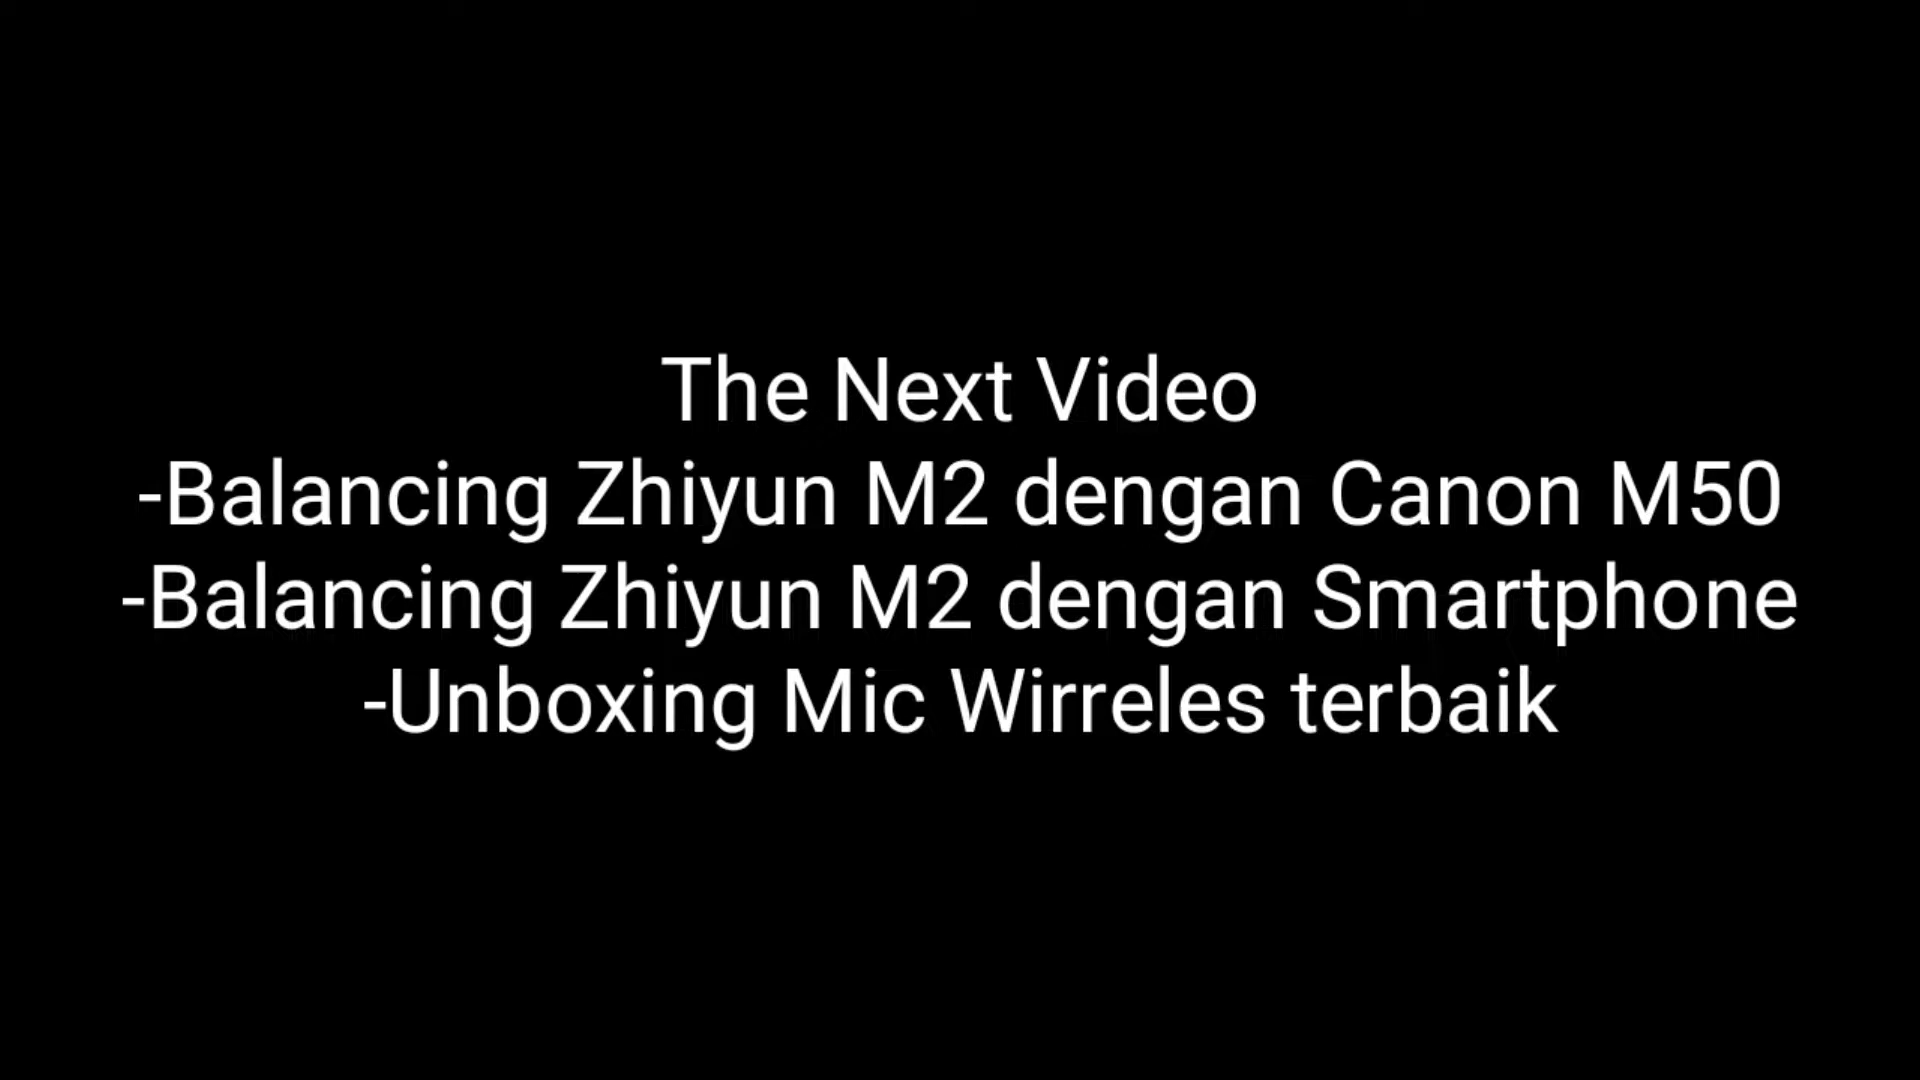 The Next Video
-Balancing Zhiyun M2 dengan Canon M50
-Balancing Zhiyun M2 dengan Smartphone
-Unboxing Mic Wirreles terbaik